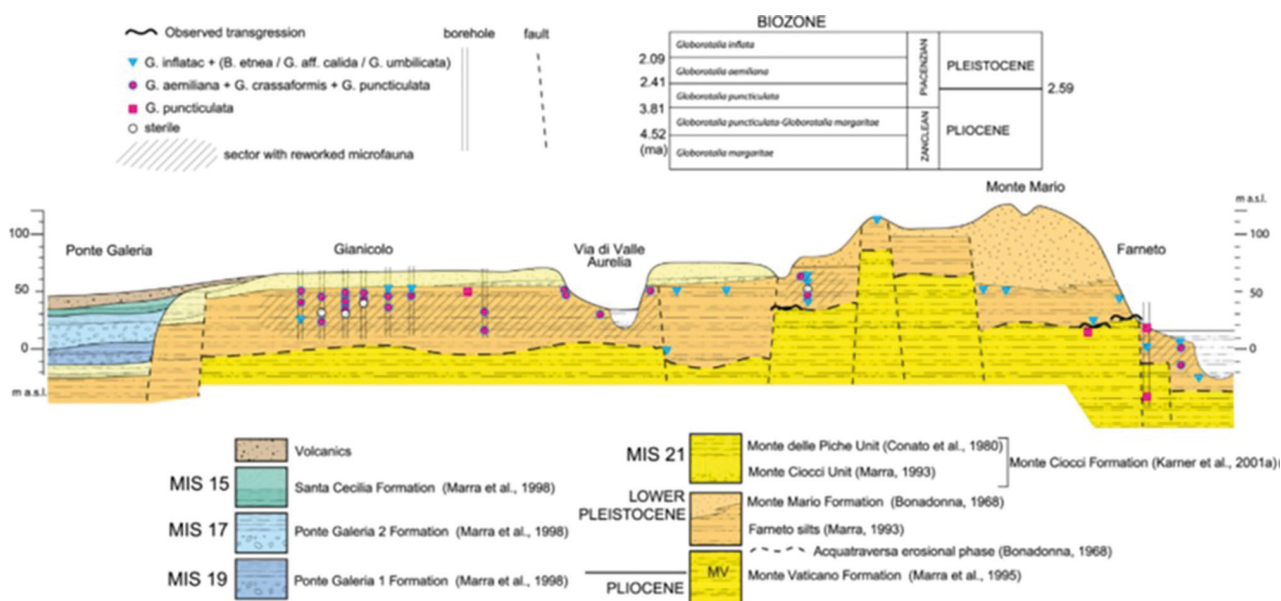 Observed transgression
G. inflatac + (B. etnea / G. aff. calida / G. umbilicata)
G. aemiliana + G. crassaformis + G. puncticulata
G. puncticulata
sterile
sector with reworked microfauna
borehole
fault
BIOZONE
Globorotalia inflata
2.09
Globorotalia aemiliana
2.41
Globorotalia puncticulata
3.81
Globorotalia puncticulata-Globorotalia margaritae
4.52
(ma)
Globorotalia margaritae
PIACENZIAN
ZANCLEAN
PLEISTOCENE
2.59
PLIOCENE
Monte Mario
m a.s.l.
100
Ponte Galeria
Gianicolo
Via di Valle
Aurelia
Farneto
100
50
50
0
0
m a.s.l.
Volcanics
MIS 15
Santa Cecilia Formation (Marra et al., 1998)
MIS 17
Ponte Galeria 2 Formation (Marra et al., 1998)
MIS 19
Ponte Galeria 1 Formation (Marra et al., 1998)
MIS 21
Monte delle Piche Unit (Conato et al., 1980)
Monte Ciocci Unit (Marra, 1993)
Monte Ciocci Formation (Karner et al., 2001a)(
LOWER
PLEISTOCENE
Monte Mario Formation (Bonadonna, 1968)
Farneto silts (Marra, 1993)
Acquatraversa erosional phase (Bonadonna, 1968)
PLIOCENE
MV
Monte Vaticano Formation (Marra et al., 1995)